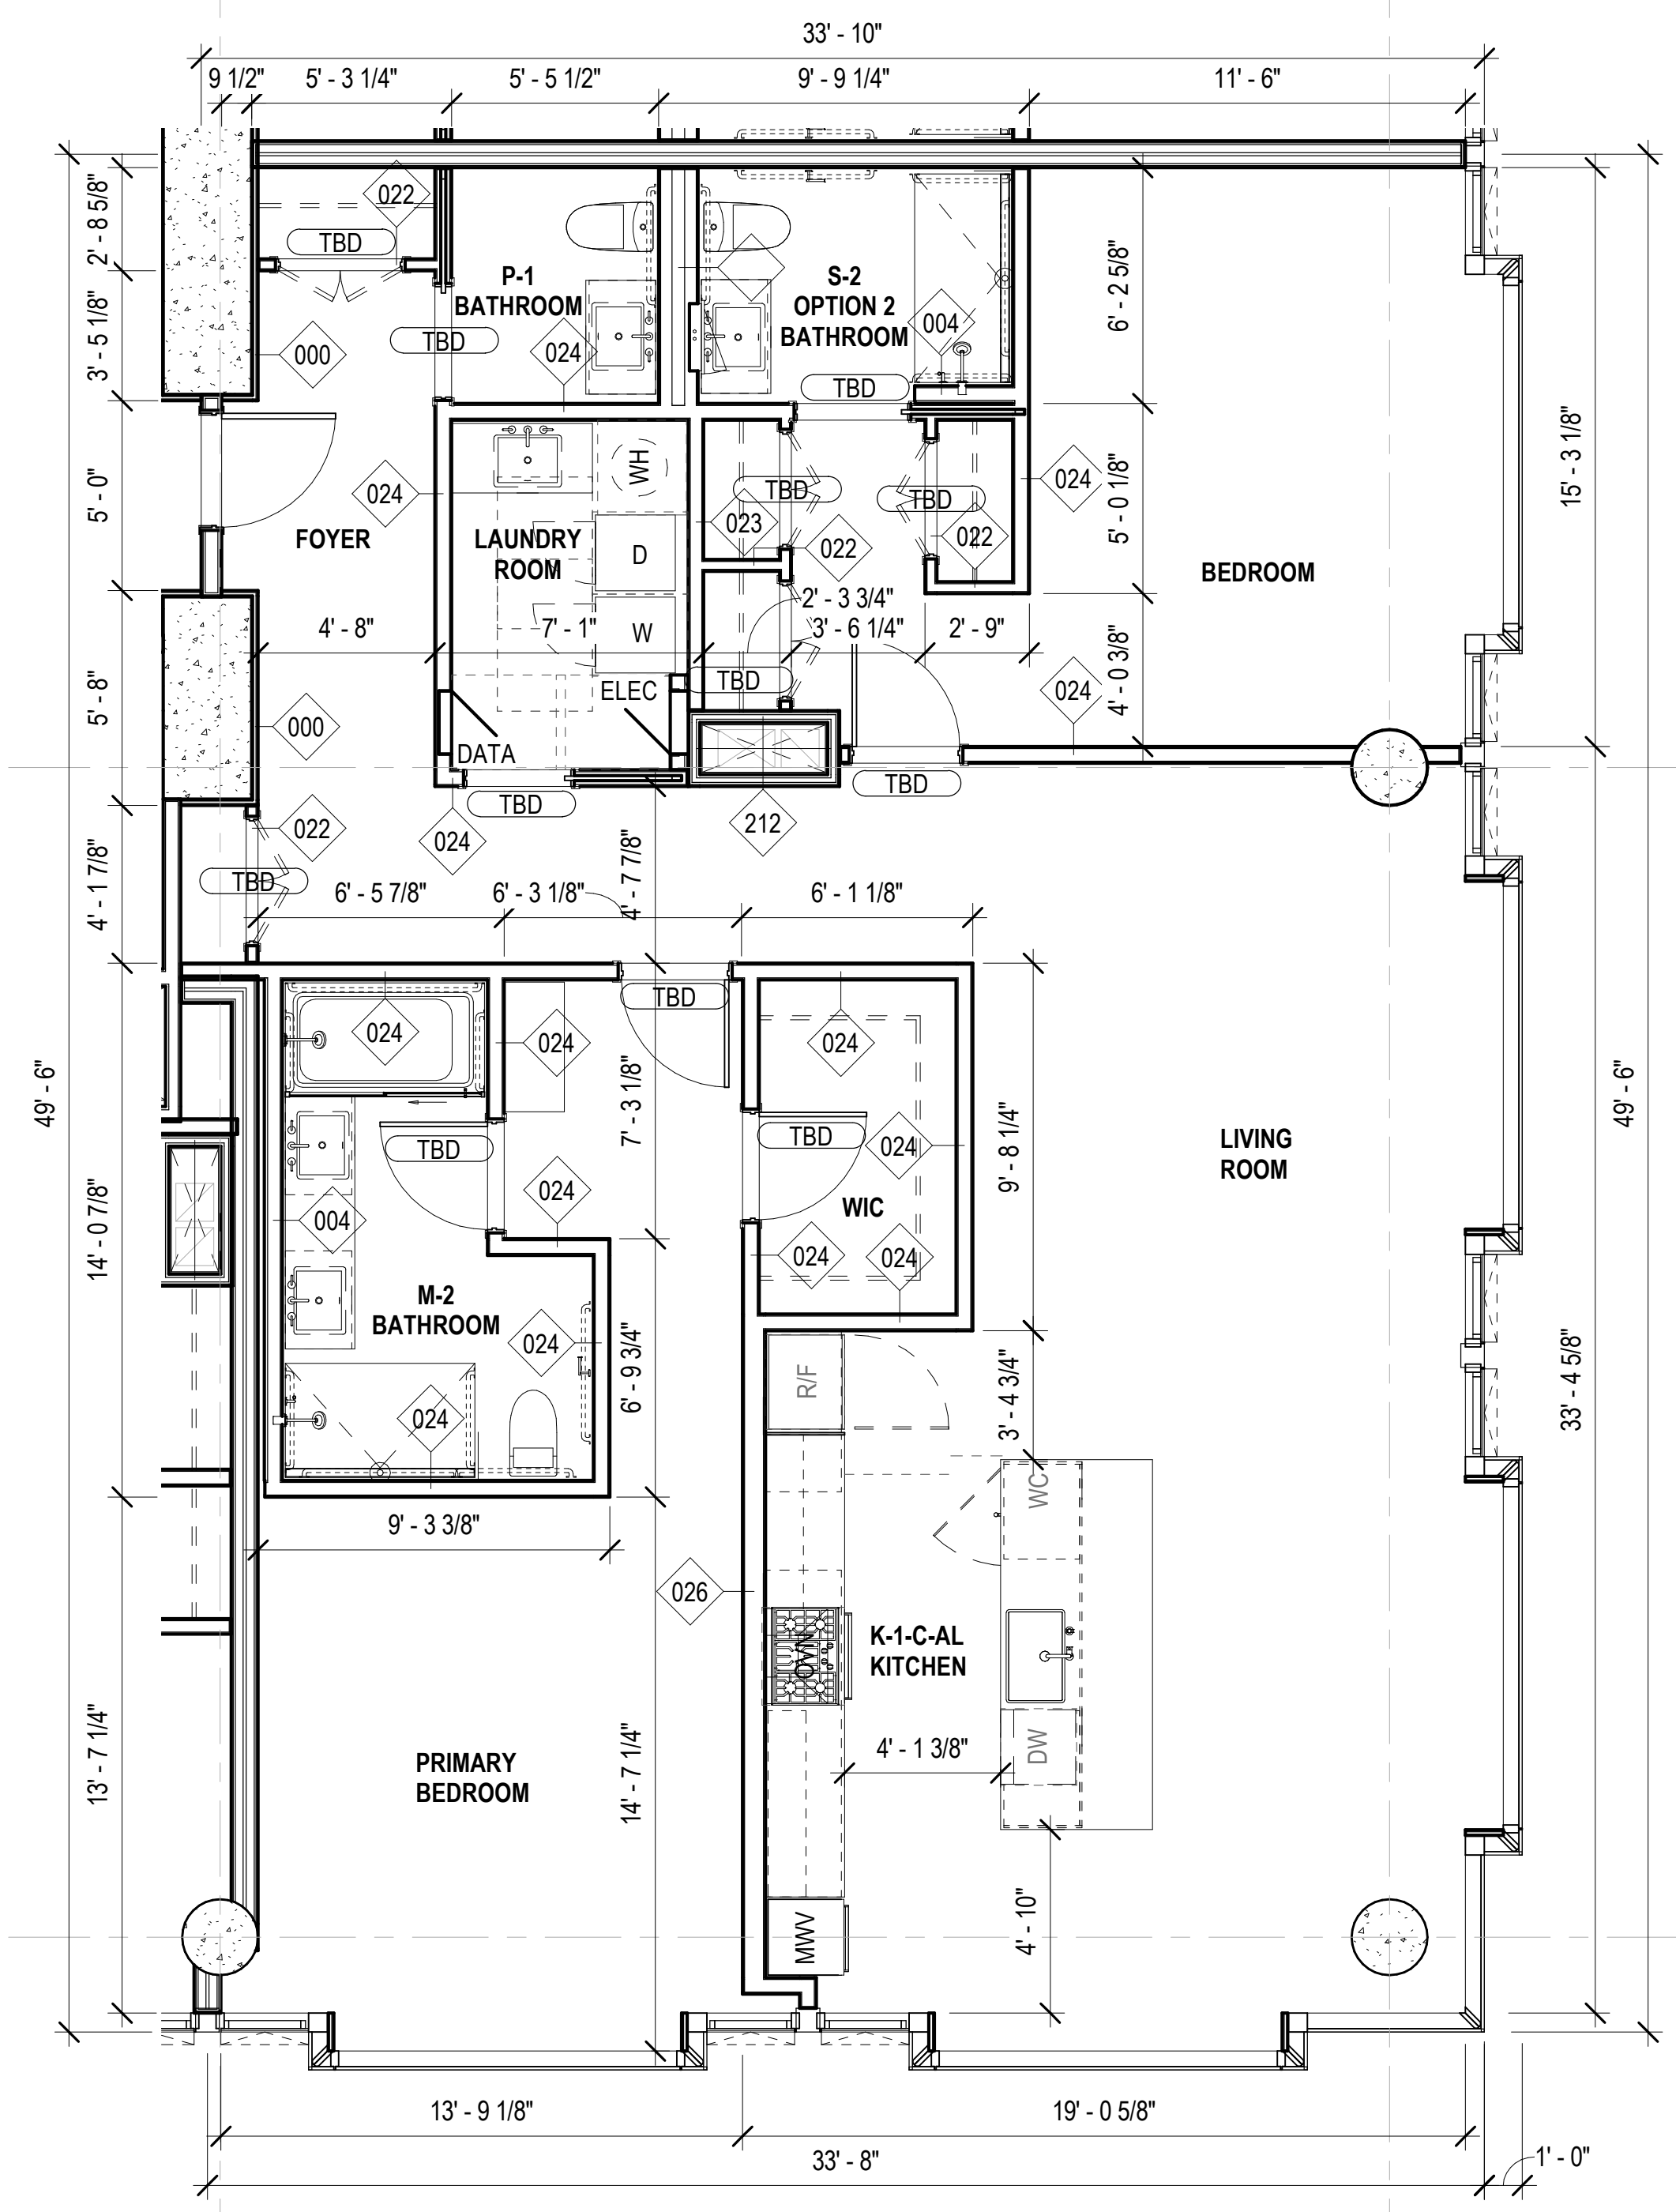 33' - 10"
9 1/2"
5' - 3 1/4"
5' - 5 1/2"
9' - 9 1/4"
11' - 6"
2' - 8 5/8"
022
TBD
P-1
BATHROOM
S-2
OPTION 2
BATHROOM
6' - 2 5/8"
3' - 5 1/8"
000
TBD
024
004
TBD
15' - 3 1/8"
5' - 0"
024
WH
TBD
TBD
024
5' - 0 1/8"
FOYER
LAUNDRY
ROOM
D
023
022
022
BEDROOM
2' - 3 3/4"
4' - 8"
7' - 1"
W
3' - 6 1/4"
2' - 9"
5' - 8"
ELEC
TBD
024
4' - 0 3/8"
000
DATA
TBD
TBD
022
024
212
4' - 1 7/8"
TBD
6' - 5 7/8"
6' - 3 1/8"
4' - 7 7/8"
6' - 1 1/8"
TBD
024
024
024
49' - 6"
49' - 6"
7' - 3 1/8"
9' - 8 1/4"
TBD
TBD
024
LIVING
ROOM
024
WIC
14' - 0 7/8"
004
024
024
M-2
BATHROOM
024
6' - 9 3/4"
R/F
3' - 4 3/4"
33' - 4 5/8"
024
WC
9' - 3 3/8"
026
MWO
K-1-C-AL
KITCHEN
13' - 7 1/4"
PRIMARY
BEDROOM
14' - 7 1/4"
4' - 1 3/8"
DW
MWV
4' - 10"
13' - 9 1/8"
19' - 0 5/8"
33' - 8"
1' - 0"